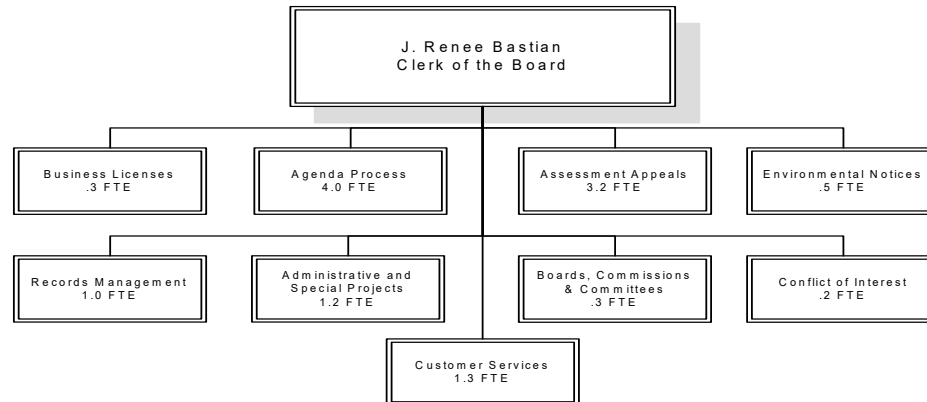 J. Renee Bastian
Clerk of the Board
Business Licenses
.3 FTE
Agenda Process
4.0 FTE
Assessment Appeals
3.2 FTE
Environmental Notices
.5 FTE
Records Management
1.0 FTE
Administrative and
Special Projects
1.2 FTE
Boards, Commissions
& Committees
.3 FTE
Conflict of Interest
.2 FTE
Customer Services
1.3 FTE